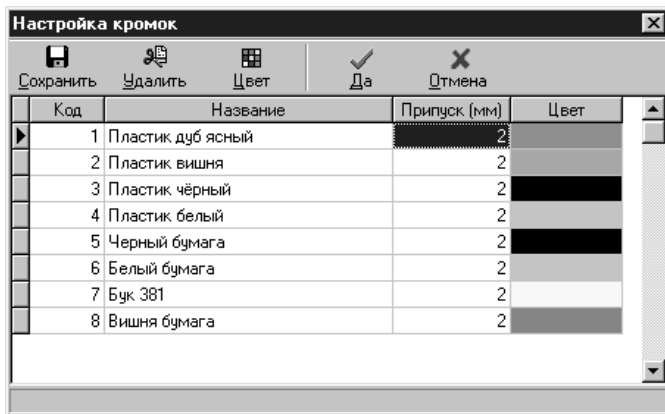 Настройка кромок
Сохранить Удалить Цвет Да Отмена
Код Название Припуск (мм) Цвет
1 Пластик дуб ясный 2
2 Пластик вишня 2
3 Пластик чёрный 2
4 Пластик белый 2
5 Черный бумага 2
6 Белый бумага 2
7 Бук 381 2
8 Вишня бумага 2